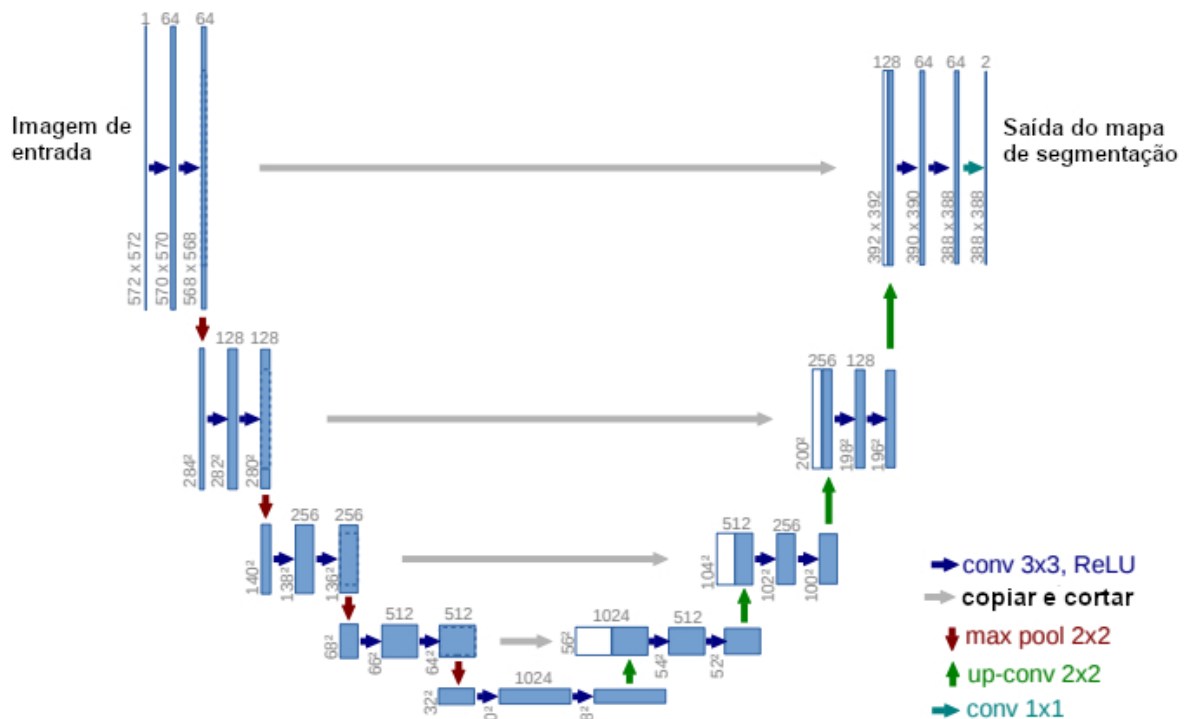 1 64 64
128 64 64 2
Imagem de
entrada
Saída do mapa
de segmentação
572 x 572
570 x 570
568 x 568
392 x 392
390 x 390
388 x 388
388 x 388
128 128
256 128
284²
282²
280²
200²
198²
196²
256 256
512 256
140²
138²
136²
104²
102²
100²
512 512
1024 512
68²
66²
64²
56²
54²
52²
1024
32²
conv 3x3, ReLU
copiar e cortar
max pool 2x2
up-conv 2x2
conv 1x1